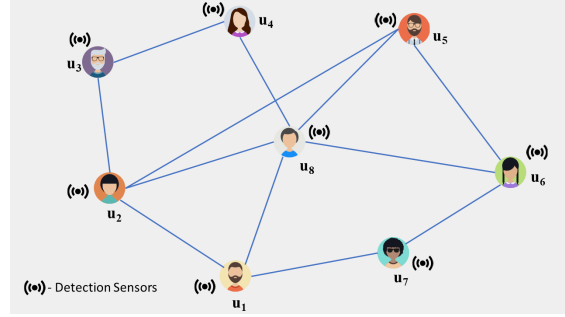 u4
u5
u3
u8
u6
u2
u7
((•)) - Detection Sensors
u1